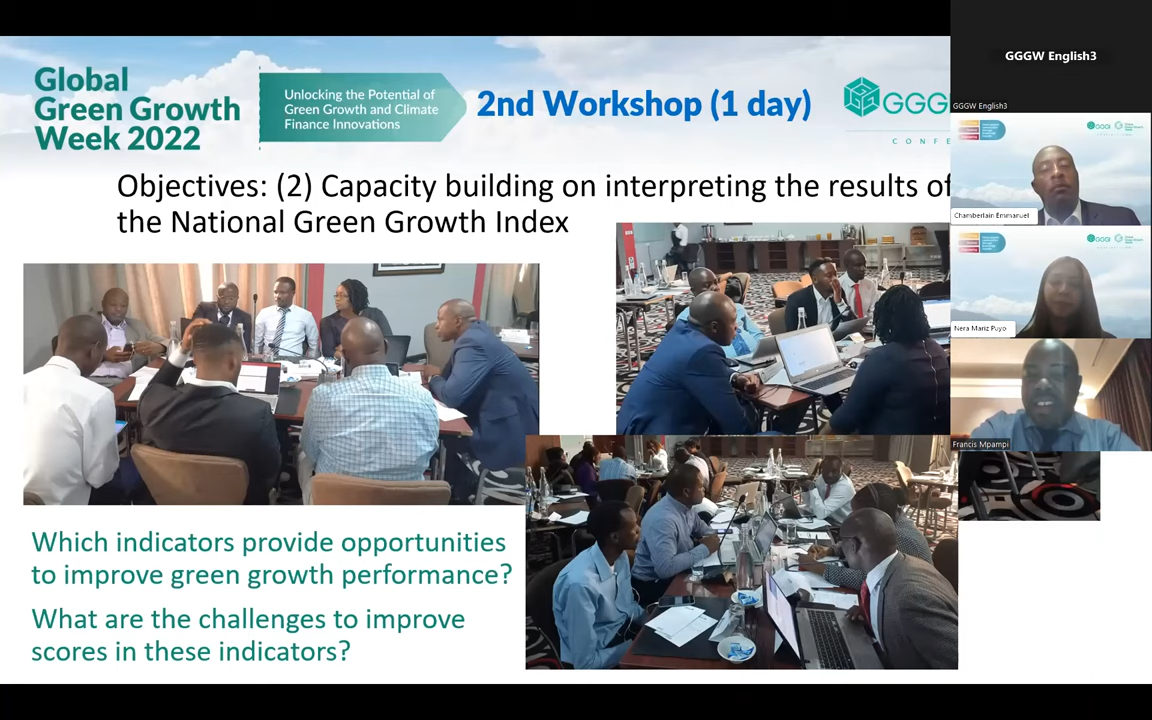 Global
Green Growth
Week 2022
Unlocking the Potential of
Green Growth and Climate
Finance Innovations
2nd Workshop (1 day)
GGG
CONFE
Objectives: (2) Capacity building on interpreting the results of
the National Green Growth Index
Which indicators provide opportunities
to improve green growth performance?
What are the challenges to improve
scores in these indicators?
GGGW English3
GGGW English3
GGGI
Chamberlain Emmanuel
GGGI
Nera Mariz Puyo
Francis Mpampi